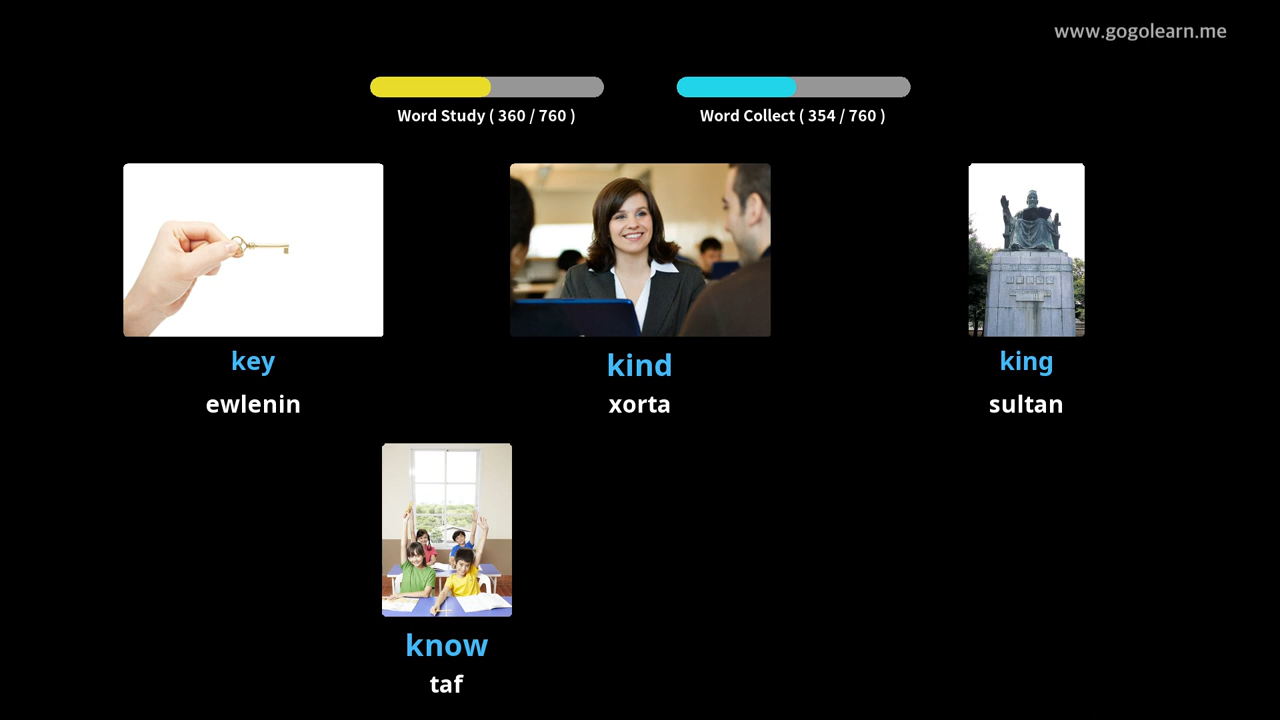 www.gogolearn.me
Word Study ( 360 / 760 )
Word Collect ( 354 / 760 )
key
ewlenin
kind
xorta
king
sultan
know
taf